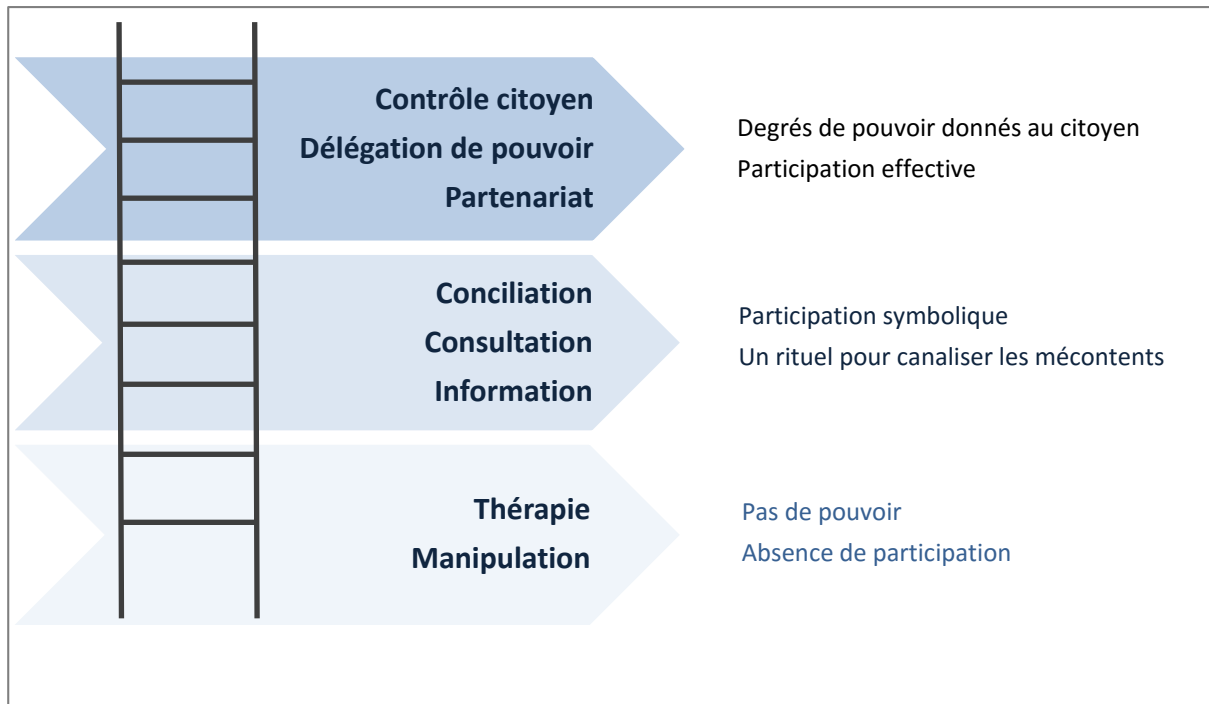 Contrôle citoyen
Délégation de pouvoir
Partenariat
Degrés de pouvoir donnés au citoyen
Participation effective
Conciliation
Consultation
Information
Participation symbolique
Un rituel pour canaliser les mécontents
Thérapie
Manipulation
Pas de pouvoir
Absence de participation